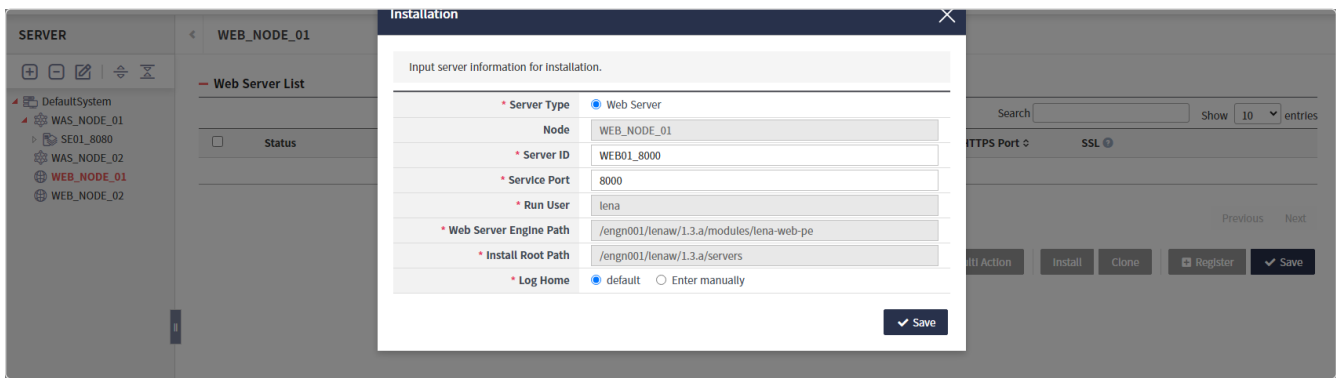 SERVER
WEB_NODE_01
DefaultSystem
WAS_NODE_01
SE01_8080
WAS_NODE_02
WEB_NODE_01
WEB_NODE_02
Web Server List
Search
Show 10 entries
Status
TTPS Port
SSL
Previous Next
ulti Action Install Clone Register Save
Installation
Input server information for installation.
* Server Type Web Server
Node WEB_NODE_01
* Server ID WEB01_8000
* Service Port 8000
* Run User lena
* Web Server Engine Path /engn001/lenaw/1.3.a/modules/lena-web-pe
* Install Root Path /engn001/lenaw/1.3.a/servers
* Log Home default Enter manually
Save